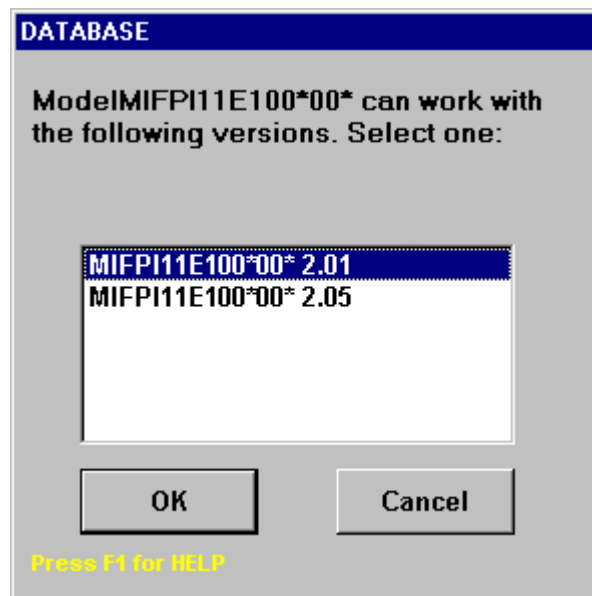 DATABASE
ModelMIFPI11E100*00* can work with
the following versions. Select one:
MIFPI11E100*00* 2.01
MIFPI11E100*00* 2.05
OK
Cancel
Press F1 for HELP